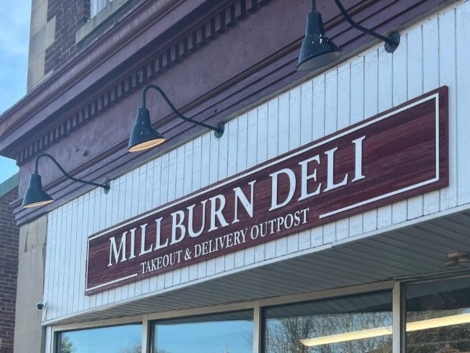 MILLBURN DELI
TAKEOUT & DELIVERY OUTPOST